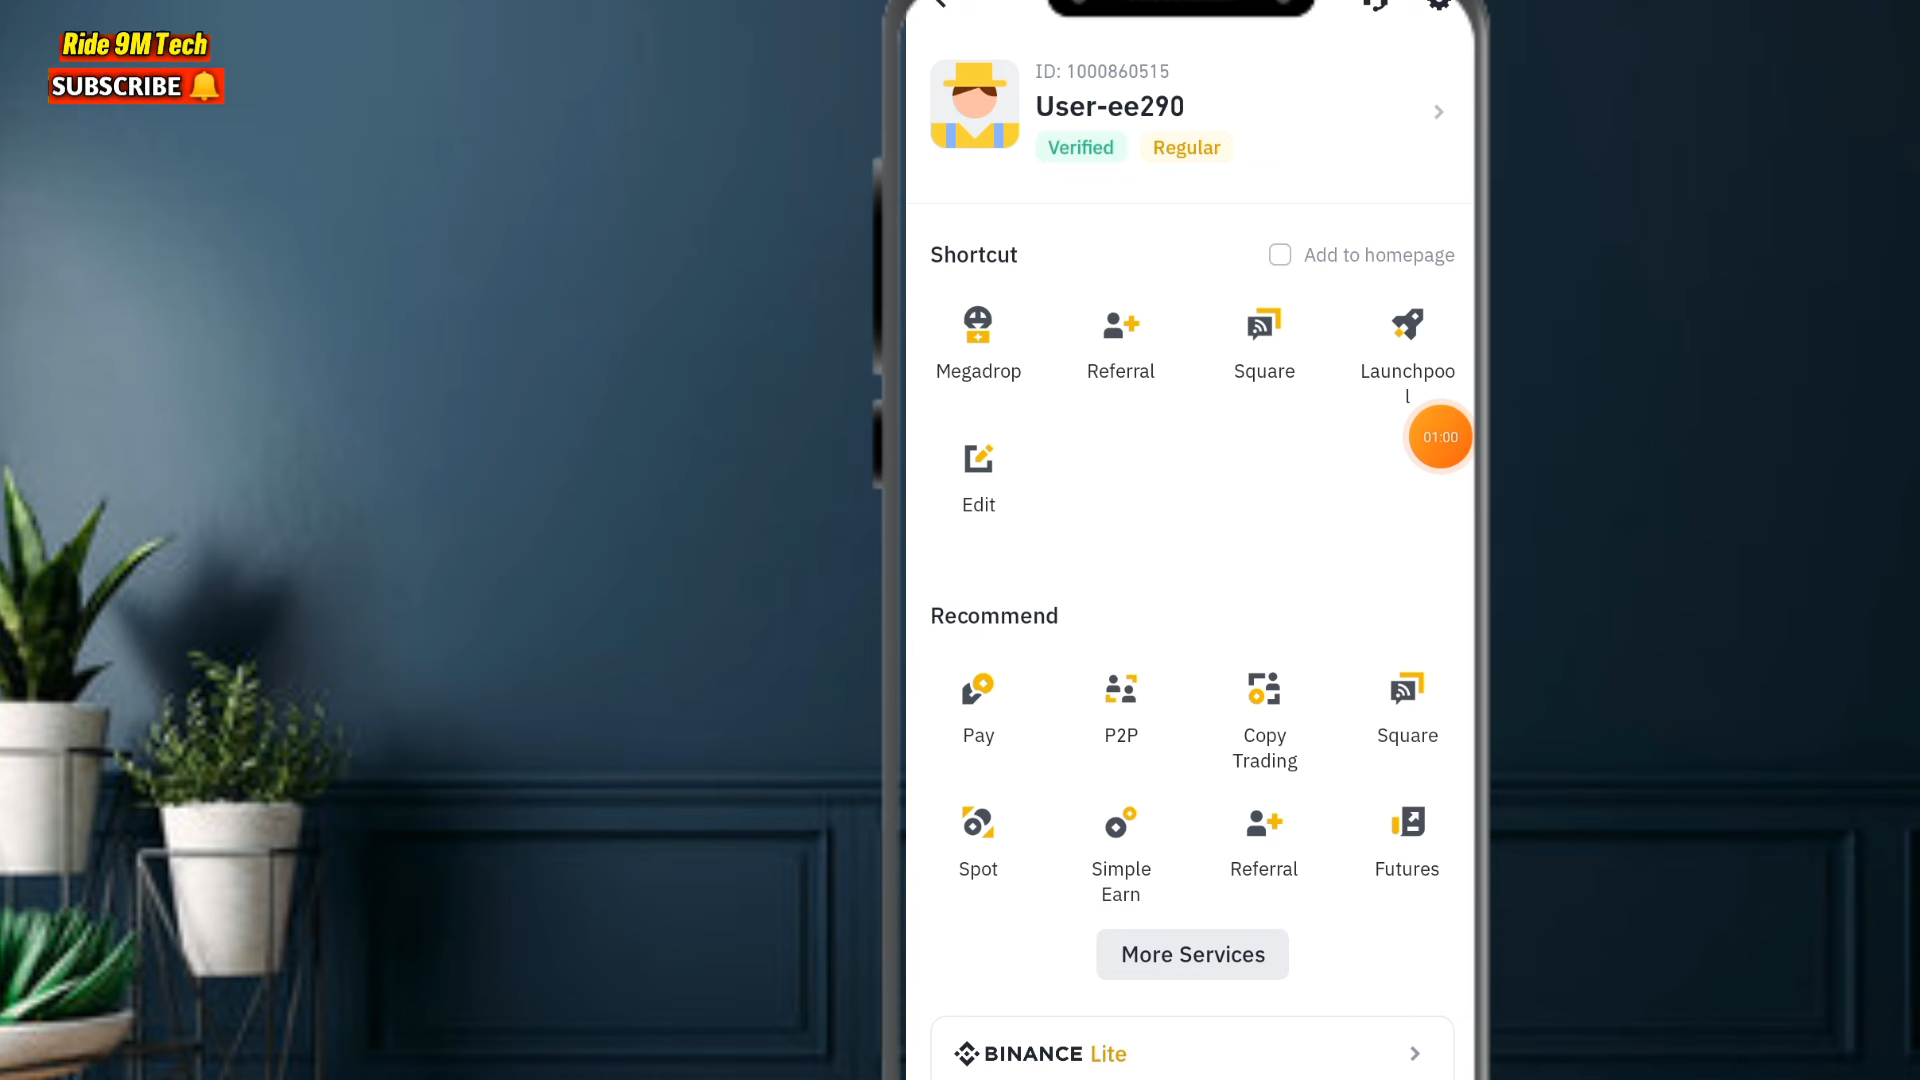 Ride 9M Tech
SUBSCRIBE
ID: 1000860515
User-ee290
Verified Regular
Shortcut Add to homepage
Megadrop Referral Square Launchpoo
l
01:00
Edit
Recommend
Pay P2P Copy Square
Trading
Spot Simple Referral Futures
Earn
More Services
BINANCE Lite